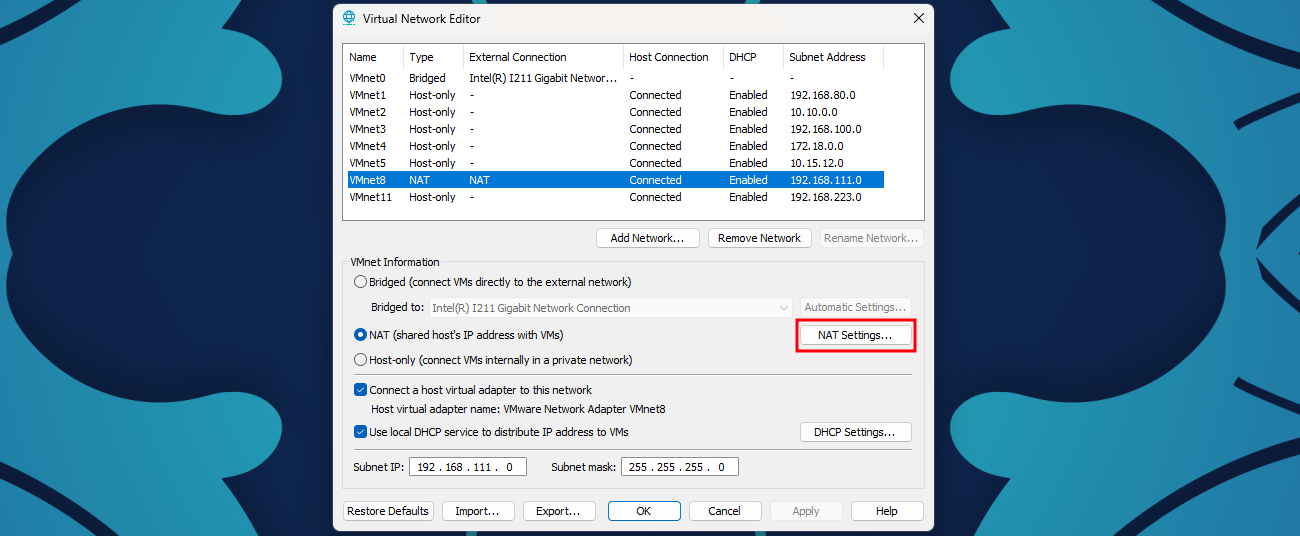 Virtual Network Editor
Name Type External Connection Host Connection DHCP Subnet Address
VMnet0 Bridged Intel(R) I211 Gigabit Networ... - - -
VMnet1 Host-only - Connected Enabled 192.168.80.0
VMnet2 Host-only - Connected Enabled 10.10.0.0
VMnet3 Host-only - Connected Enabled 192.168.100.0
VMnet4 Host-only - Connected Enabled 172.18.0.0
VMnet5 Host-only - Connected Enabled 10.15.12.0
VMnet8 NAT NAT Connected Enabled 192.168.111.0
VMnet11 Host-only - Connected Enabled 192.168.223.0
Add Network... Remove Network Rename Network...
VMnet Information
Bridged (connect VMs directly to the external network)
Bridged to: Intel(R) I211 Gigabit Network Connection Automatic Settings...
NAT (shared host's IP address with VMs) NAT Settings...
Host-only (connect VMs internally in a private network)
Connect a host virtual adapter to this network
Host virtual adapter name: VMware Network Adapter VMnet8
Use local DHCP service to distribute IP address to VMs DHCP Settings...
Subnet IP: 192 . 168 . 111 . 0 Subnet mask: 255 . 255 . 255 . 0
Restore Defaults Import... Export... OK Cancel Apply Help